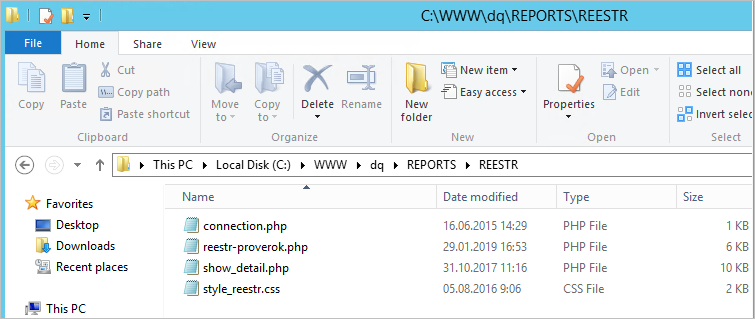 C:\WWW\dq\REPORTS\REESTR
File Home Share View
Copy Paste Cut Copy path Paste shortcut Move to Copy to Delete Rename New folder New item Easy access Properties Open Edit Select all Select none Invert selec
Clipboard Organize New Open Select
This PC Local Disk (C:) WWW dq REPORTS REESTR
Favorites
Desktop
Downloads
Recent places
This PC
Name Date modified Type Size
connection.php 16.06.2015 14:29 PHP File 1 KB
reestr-proverok.php 29.01.2019 16:53 PHP File 6 KB
show_detail.php 31.10.2017 11:16 PHP File 10 KB
style_reestr.css 05.08.2016 9:06 CSS File 2 KB